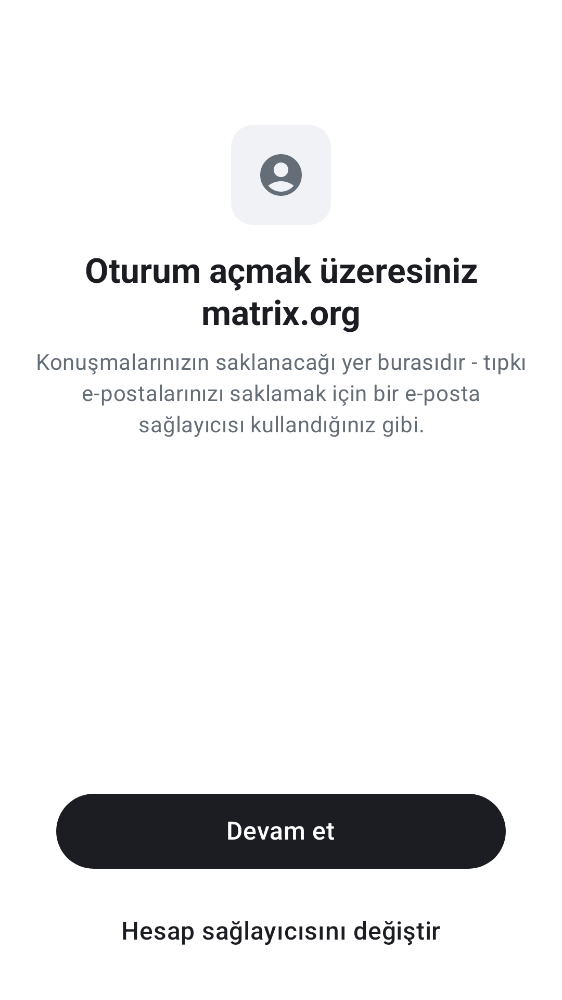 Oturum açmak üzeresiniz
matrix.org
Konuşmalarınızın saklanacağı yer burasıdır - tıpkı
e-postalarınızı saklamak için bir e-posta
sağlayıcısı kullandığınız gibi.
Devam et
Hesap sağlayıcısını değiştir